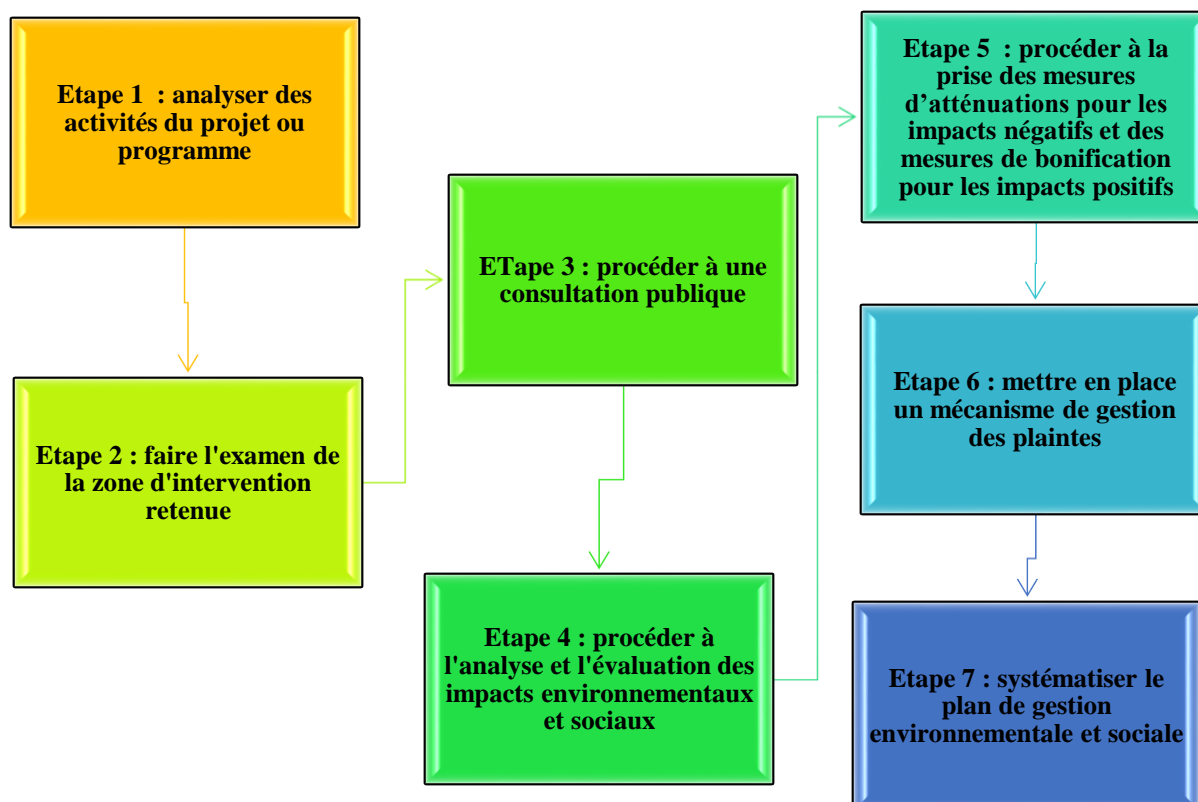 Etape 1  : analyser des
activités du projet ou
programme
Etape 2 : faire l'examen de
la zone d'intervention
retenue
ETape 3 : procéder à une
consultation publique
Etape 4 : procéder à
l'analyse et l'évaluation des
impacts environnementaux
et sociaux
Etape 5  : procéder à la
prise des mesures
d’atténuations pour les
impacts négatifs et des
mesures de bonification
pour les impacts positifs
Etape 6 : mettre en place
un mécanisme de gestion
des plaintes
Etape 7 : systématiser le
plan de gestion
environnementale et sociale